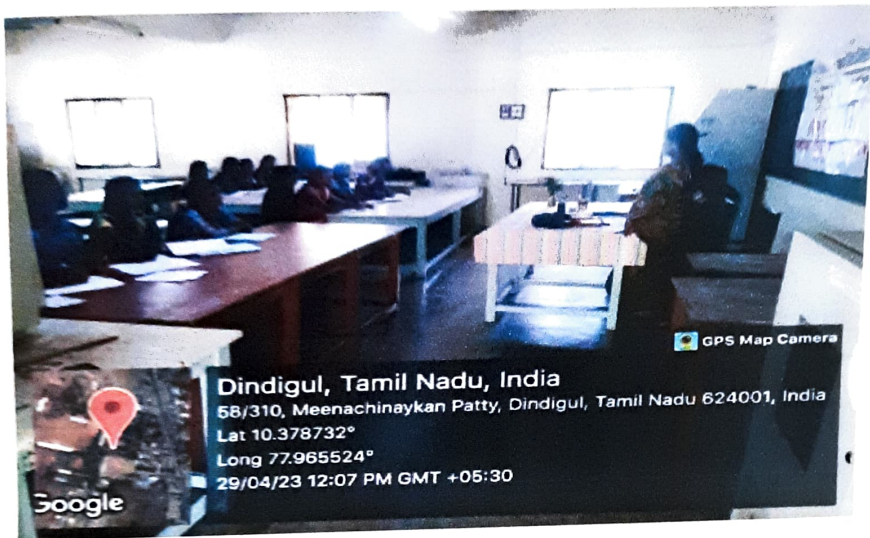 GPS Map Camera
Dindigul, Tamil Nadu, India
58/310, Meenachinaykan Patty, Dindigul, Tamil Nadu 624001, India
Lat 10.378732°
Long 77.965524°
29/04/23 12:07 PM GMT +05:30
Google